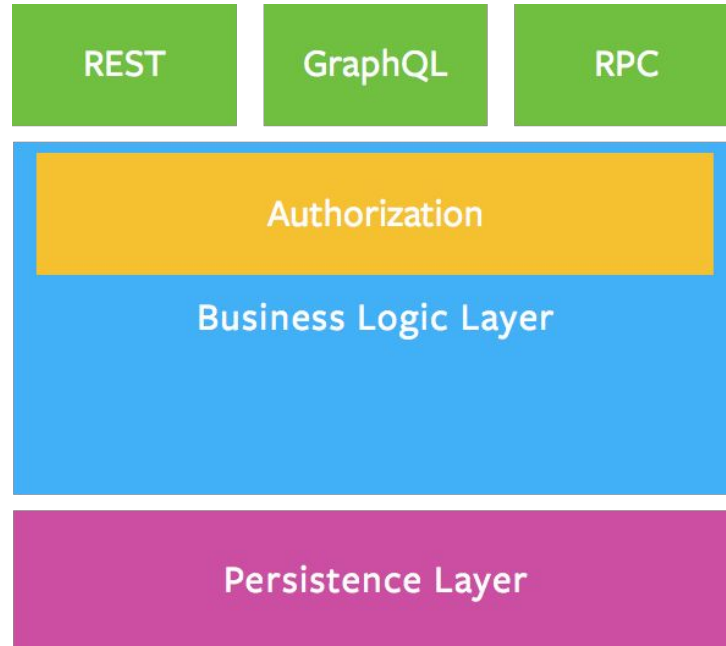 REST
GraphQL
RPC
Authorization
Business Logic Layer
Persistence Layer